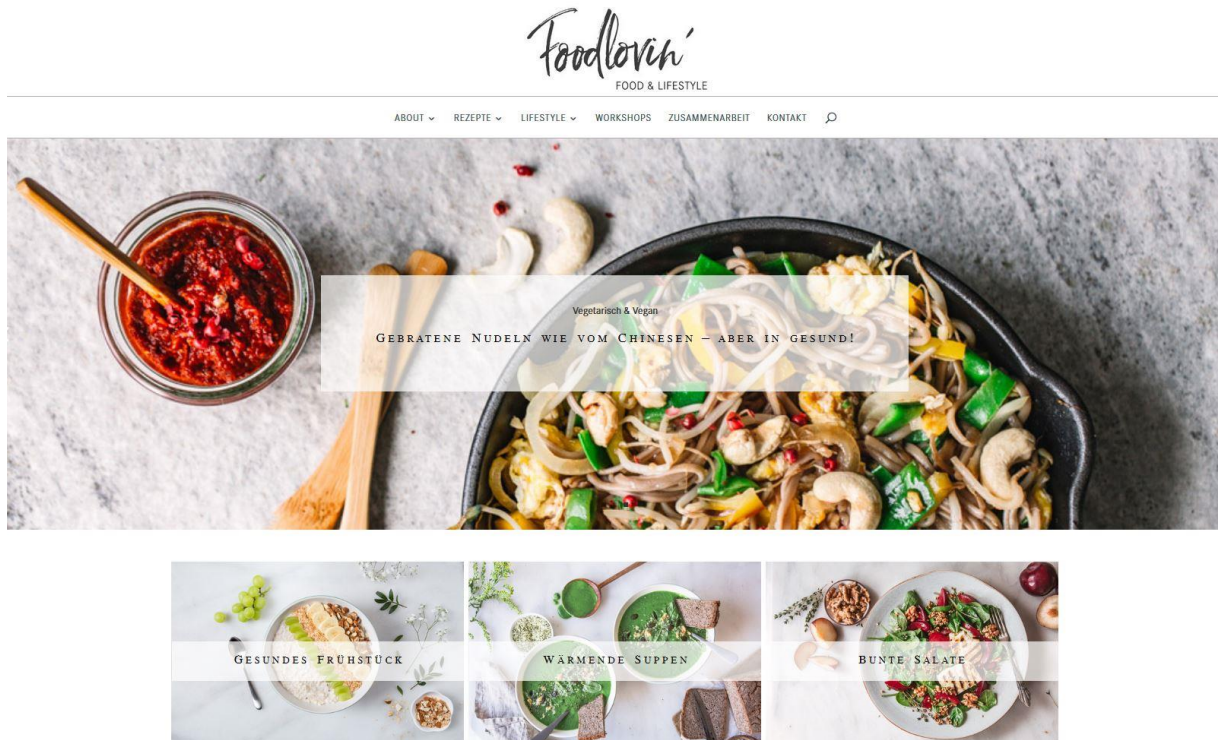 Foodlovin'
FOOD & LIFESTYLE
ABOUT REZEPTE LIFESTYLE WORKSHOPS ZUSAMMENARBEIT KONTAKT
Vegetarisch & Vegan
GEBRATENE NUDELN WIE VOM CHINESEN – ABER IN GESUND!
GESUNDES FRÜHSTÜCK
WÄRMENDE SUPPEN
BUNTE SALATE